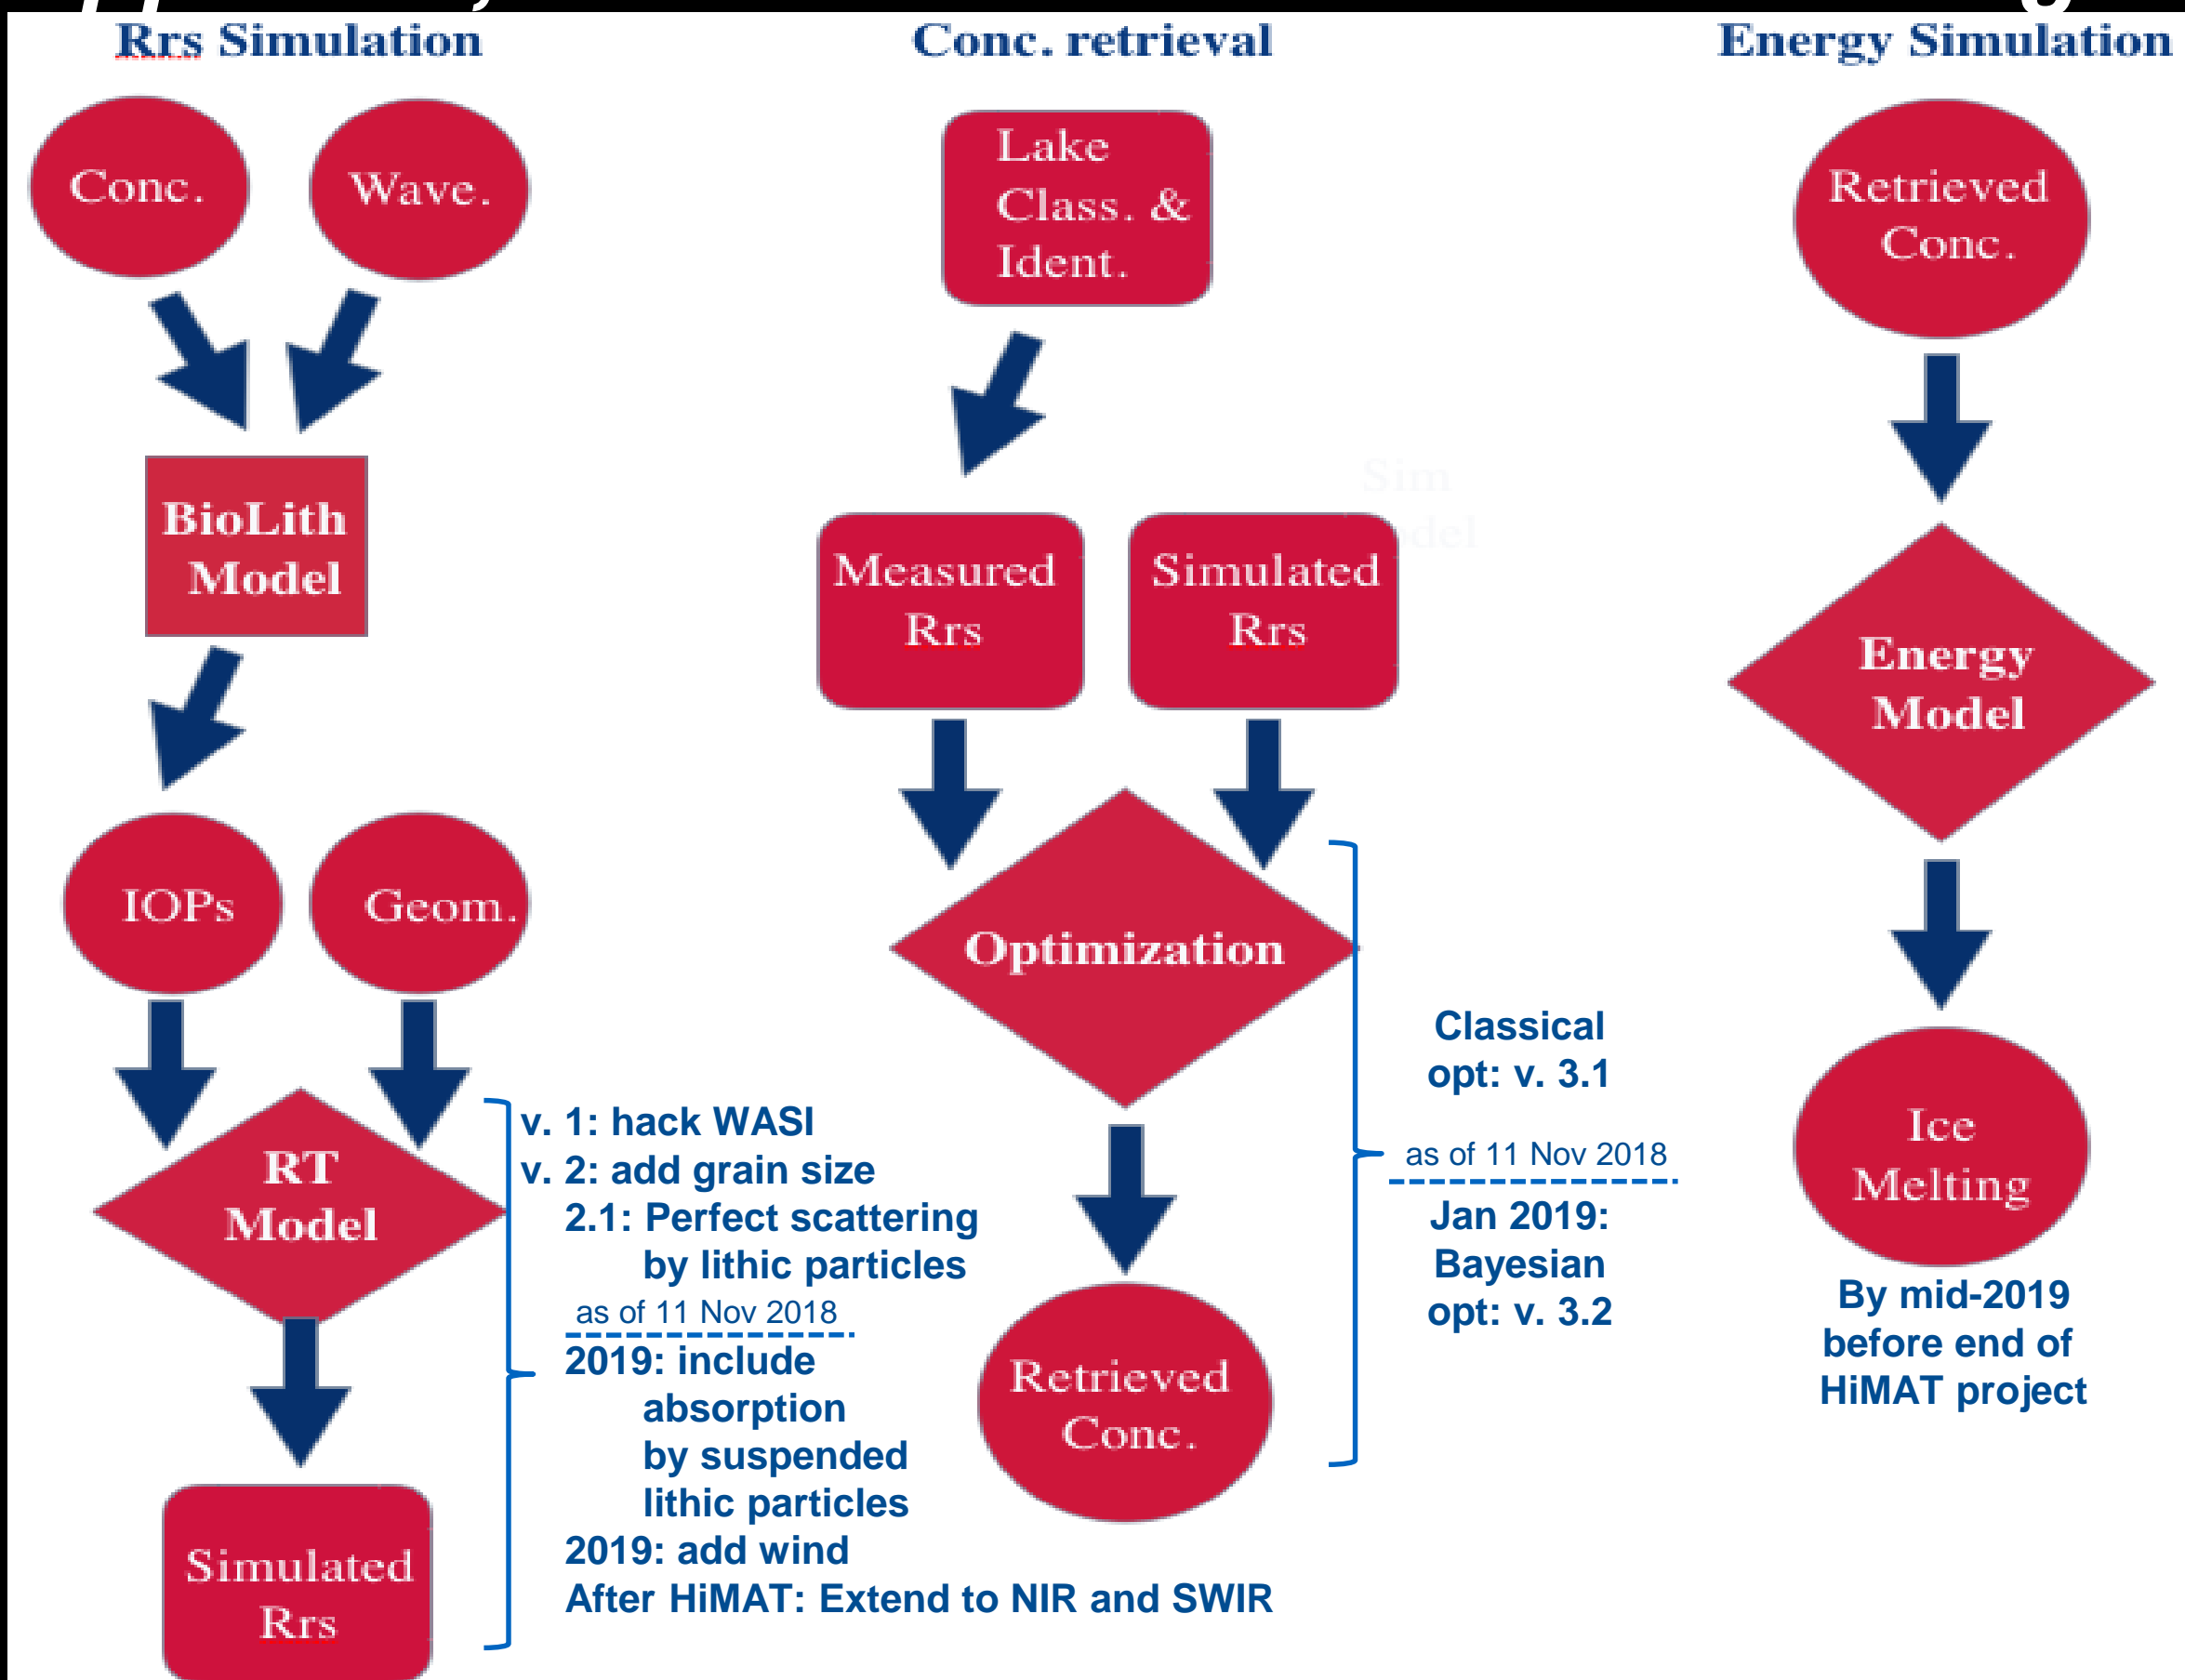 Rrs Simulation
Conc.
Wave.
BioLith
Model
IOPs
Geom.
RT
Model
Simulated
Rrs
v. 1: hack WASI
v. 2: add grain size
2.1: Perfect scattering
by lithic particles
as of 11 Nov 2018
2019: include
absorption
by suspended
lithic particles
2019: add wind
After HiMAT: Extend to NIR and SWIR
Conc. retrieval
Lake
Class. &
Ident.
Measured
Rrs
Simulated
Rrs
Sim
Optimization
Retrieved
Conc.
Classical
opt: v. 3.1
as of 11 Nov 2018
Jan 2019:
Bayesian
opt: v. 3.2
Energy Simulation
Retrieved
Conc.
Energy
Model
Ice
Melting
By mid-2019
before end of
HiMAT project